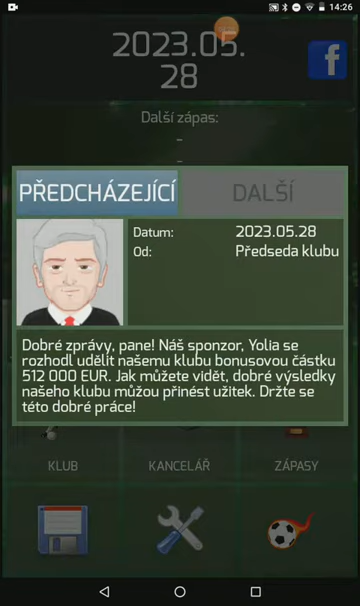 14:26
2023.05.
28
f
Další zápas:
-
-
PŘEDCHÁZEJÍCÍ
DALŠÍ
Datum: 2023.05.28
Od: Předseda klubu
Dobré zprávy, pane! Náš sponzor, Yolia se
rozhodl udělit našemu klubu bonusovou částku
512 000 EUR. Jak můžete vidět, dobré výsledky
našeho klubu můžou přinést užitek. Držte se
této dobré práce!
KLUB
KANCELÁŘ
ZÁPASY